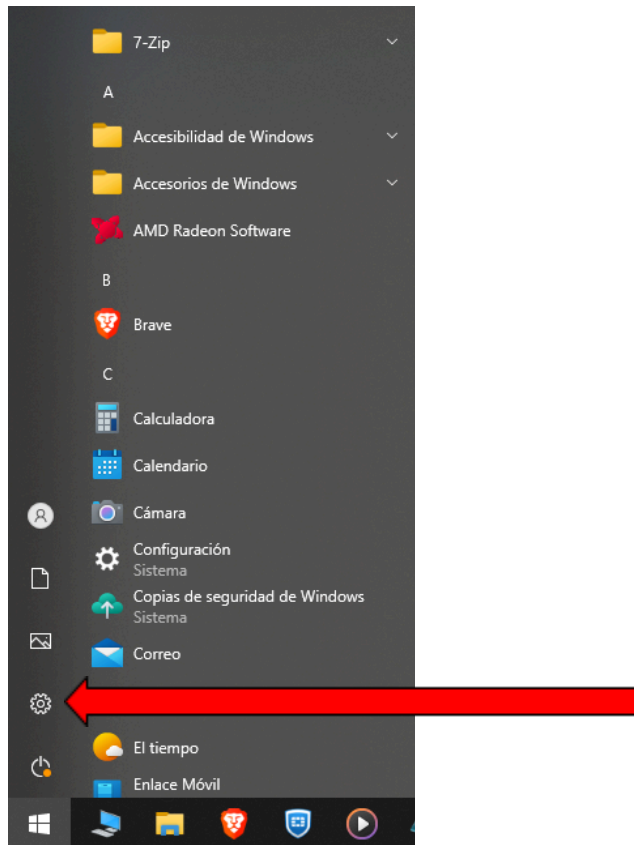 7-Zip
A
Accesibilidad de Windows
Accesorios de Windows
AMD Radeon Software
B
Brave
C
Calculadora
Calendario
Cámara
Configuración
Sistema
Copias de seguridad de Windows
Sistema
Correo
El tiempo
Enlace Móvil